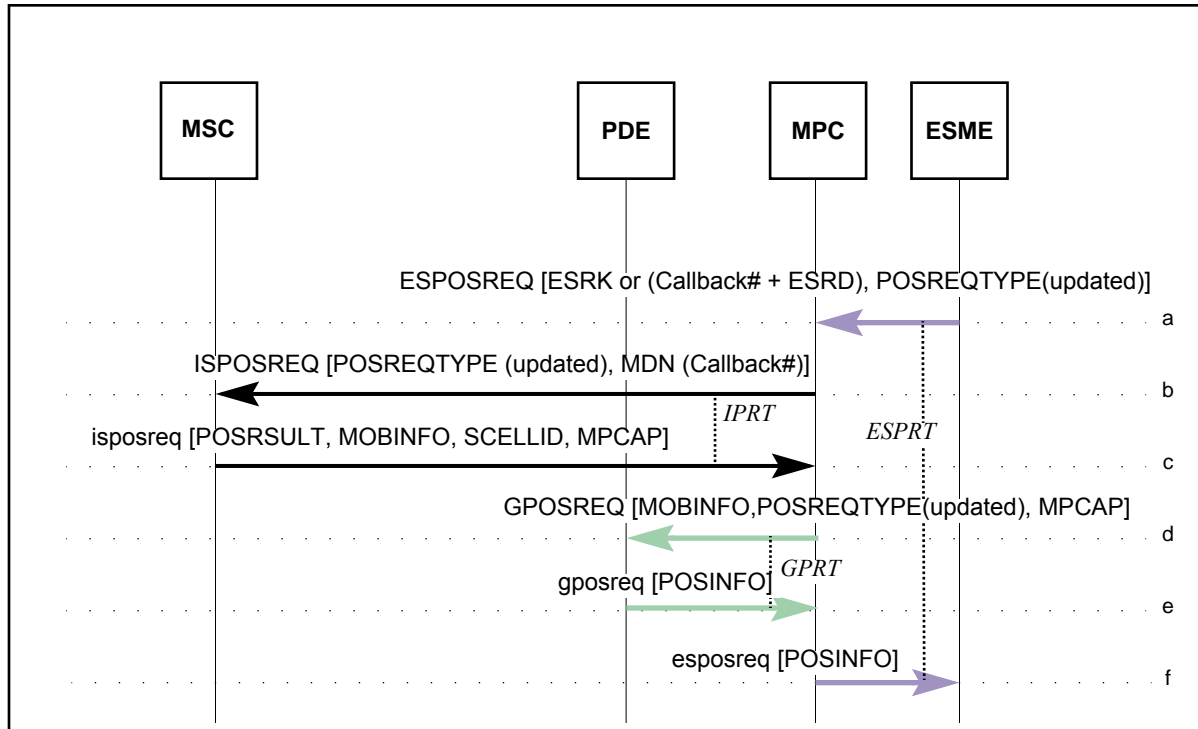 MSC
PDE
MPC
ESME
ESPOSREQ [ESRK or (Callback# + ESRD), POSREQTYPE(updated)]
a
ISPOSREQ [POSREQTYPE (updated), MDN (Callback#)]
b
IPRT
ESPRT
isposreq [POSRSULT, MOBINFO, SCELLID, MPCAP]
c
GPOSREQ [MOBINFO,POSREQTYPE(updated), MPCAP]
d
GPRT
gposreq [POSINFO]
e
esposreq [POSINFO]
f